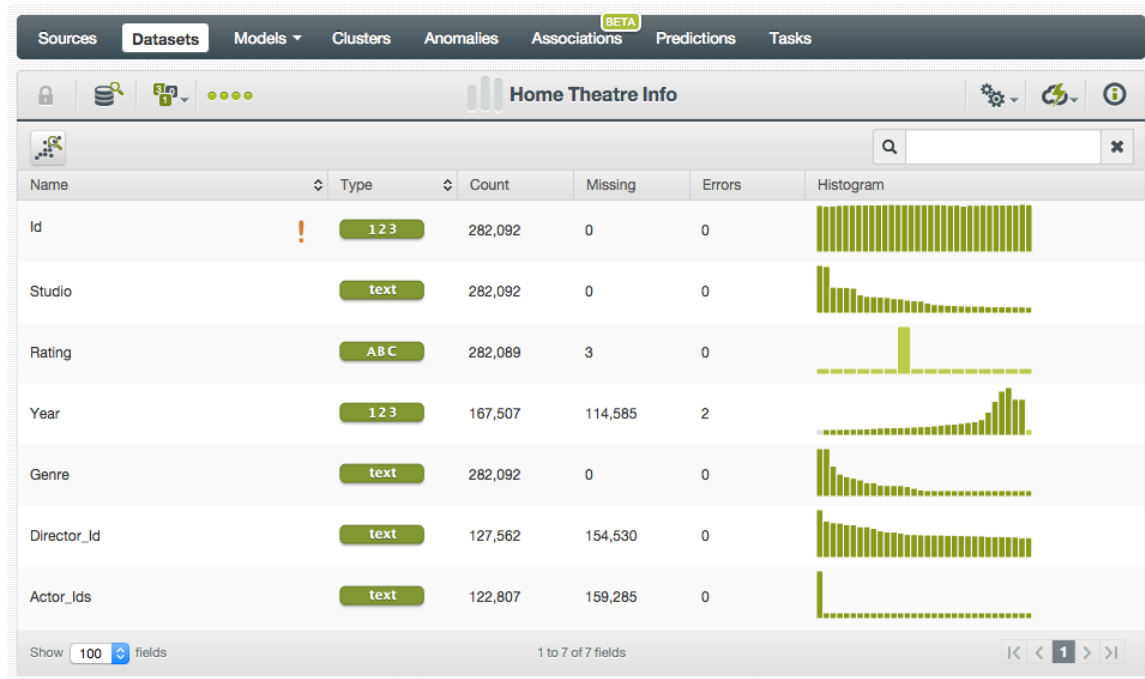 BETA
Sources Datasets Models Clusters Anomalies Associations Predictions Tasks
Home Theatre Info
Name Type Count Missing Errors Histogram
Id ! 123 282,092 0 0
Studio text 282,092 0 0
Rating ABC 282,089 3 0
Year 123 167,507 114,585 2
Genre text 282,092 0 0
Director_Id text 127,562 154,530 0
Actor_Ids text 122,807 159,285 0
Show 100 fields 1 to 7 of 7 fields 1